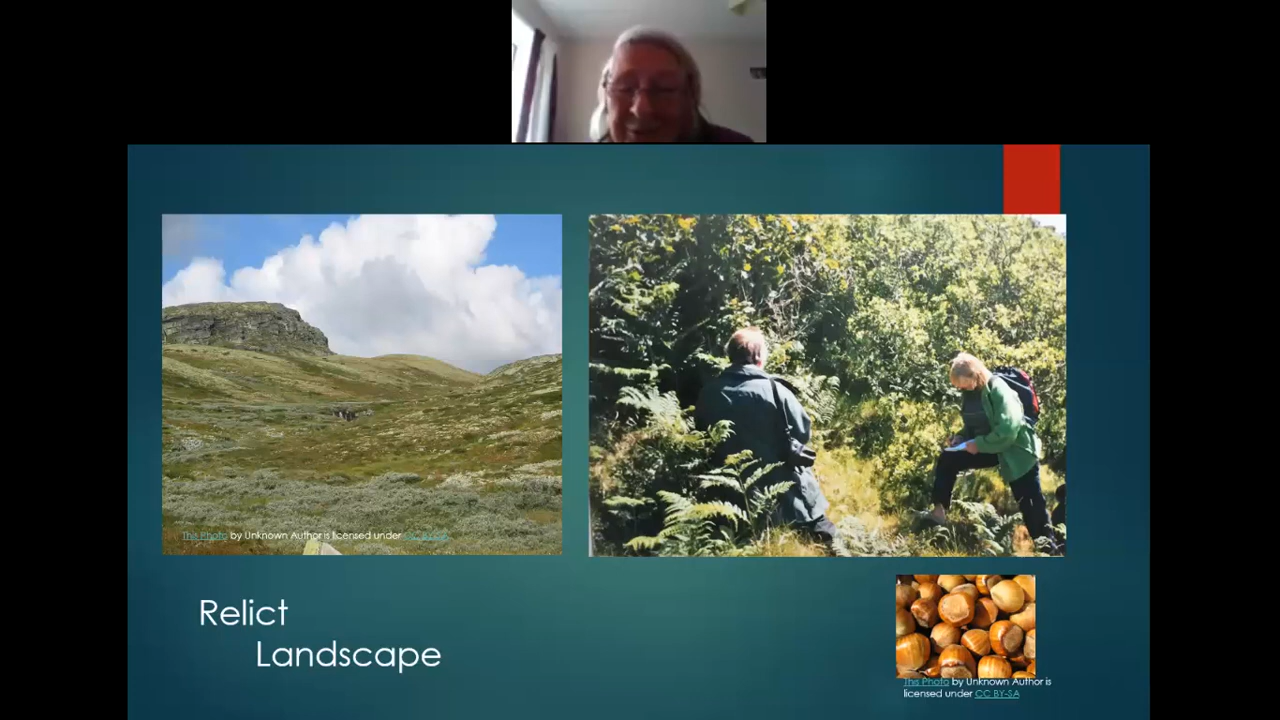 This Photo by Unknown Author is licensed under CC BY-SA
Relict
Landscape
This Photo by Unknown Author is
licensed under CC BY-SA